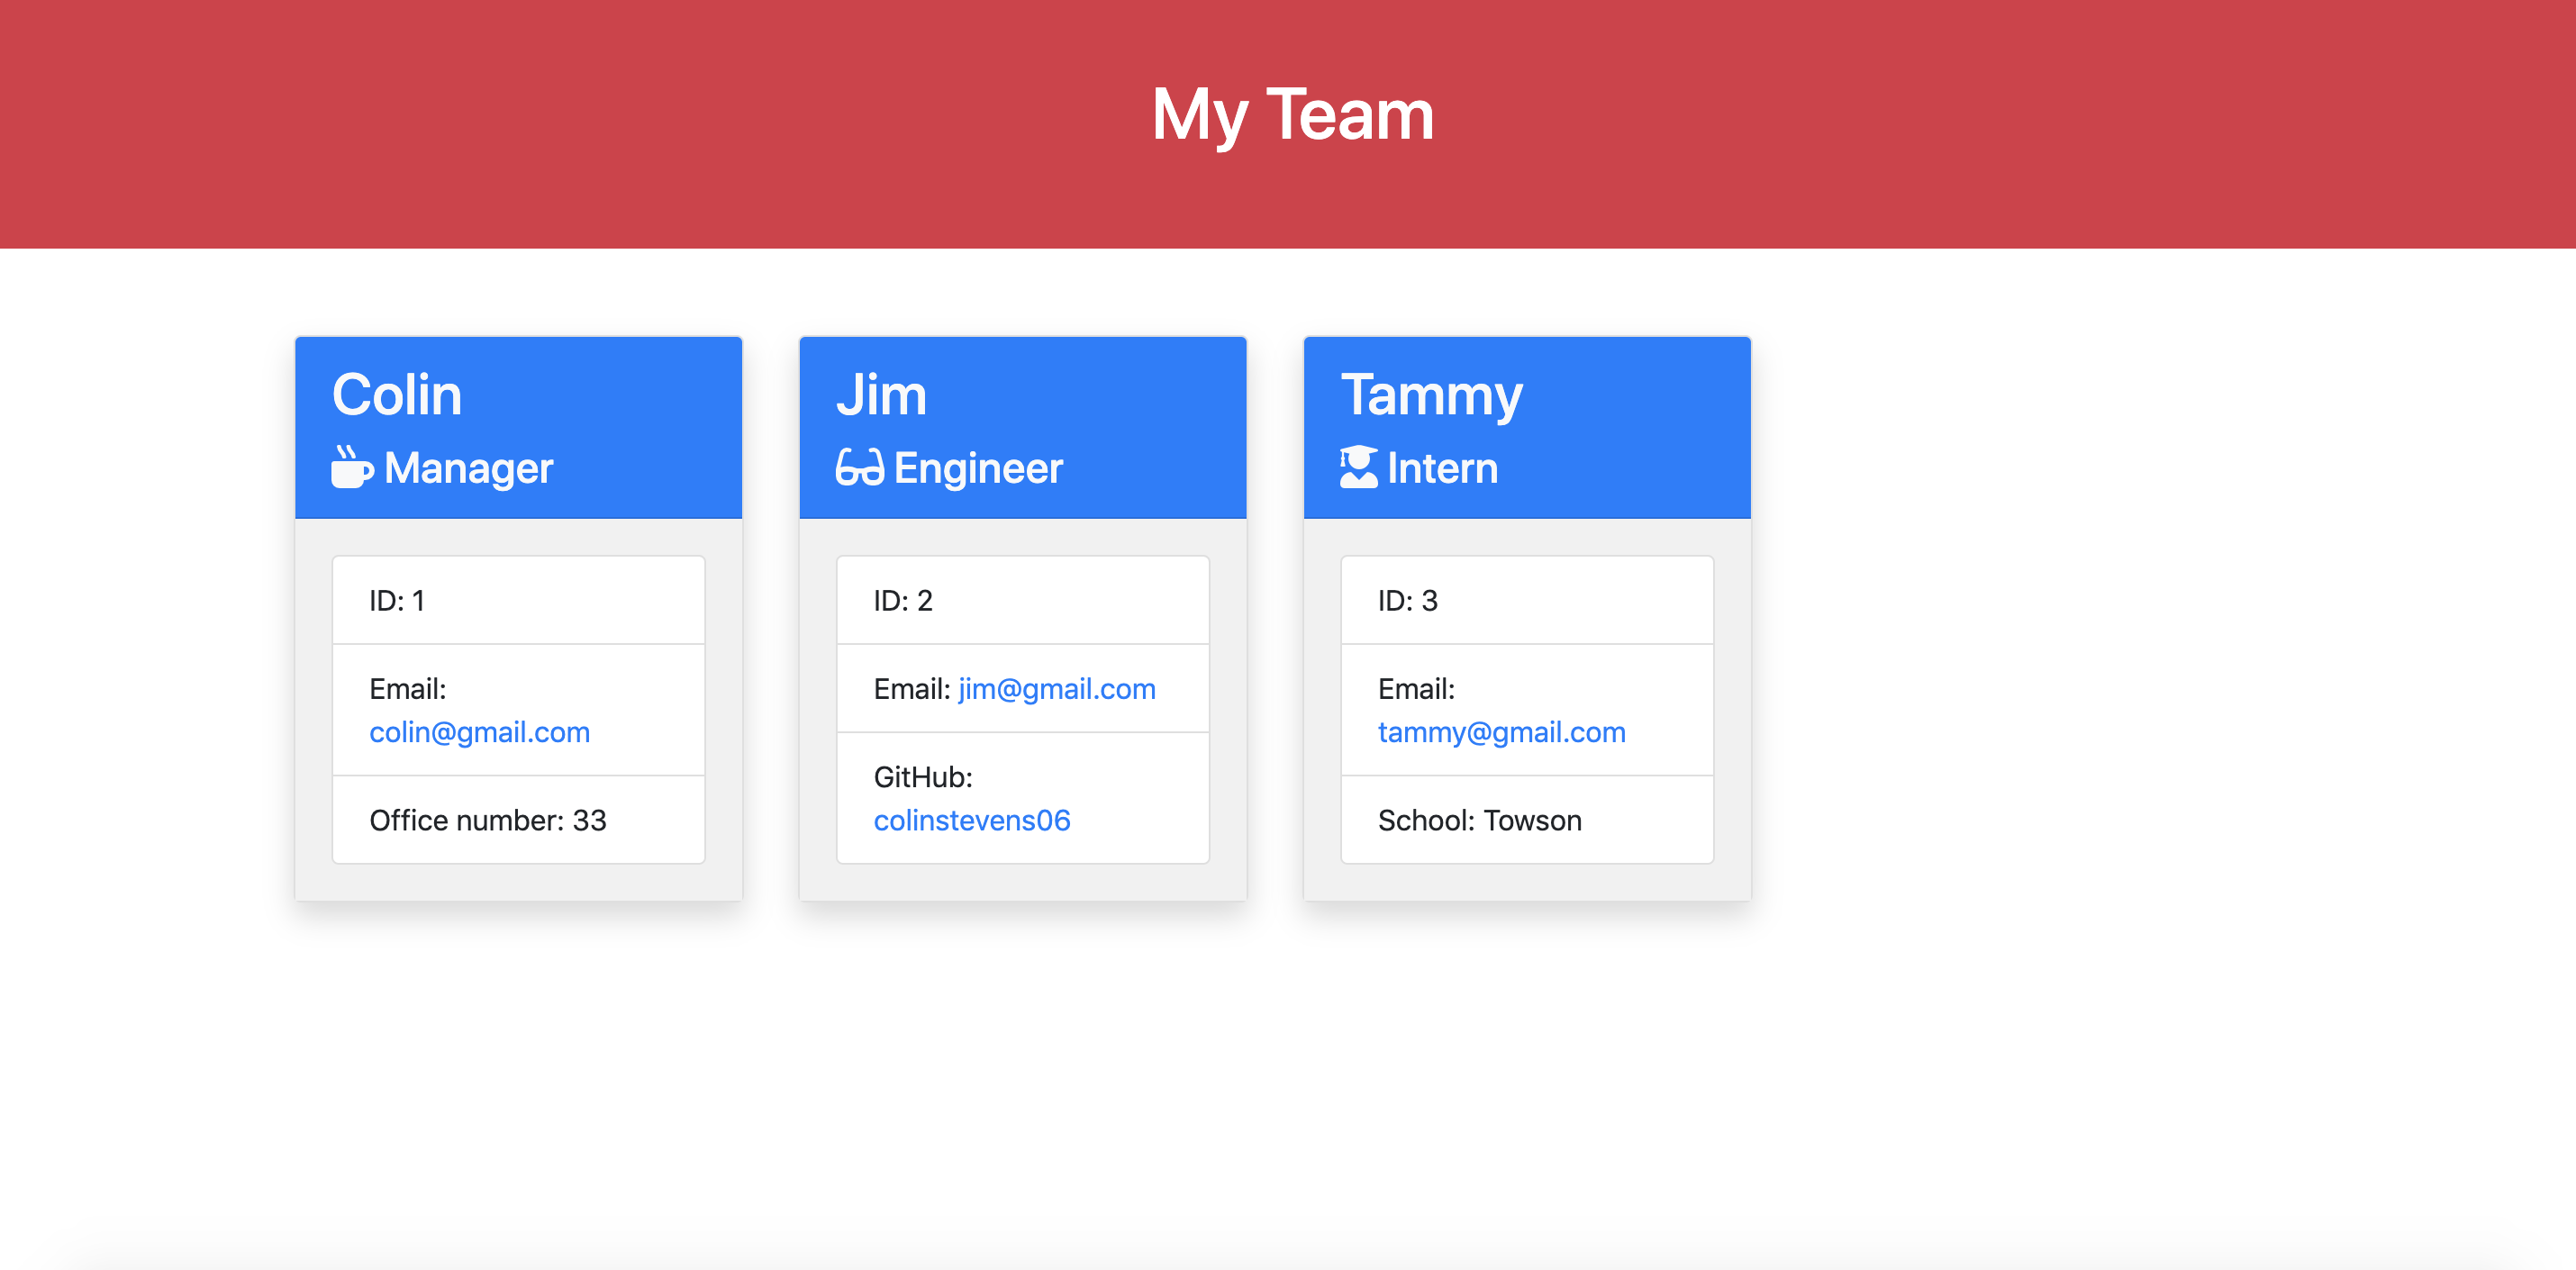 My Team
Colin
Manager
ID: 1
Email:
colin@gmail.com
Office number: 33
Jim
Engineer
ID: 2
Email: jim@gmail.com
GitHub:
colinstevens06
Tammy
Intern
ID: 3
Email:
tammy@gmail.com
School: Towson